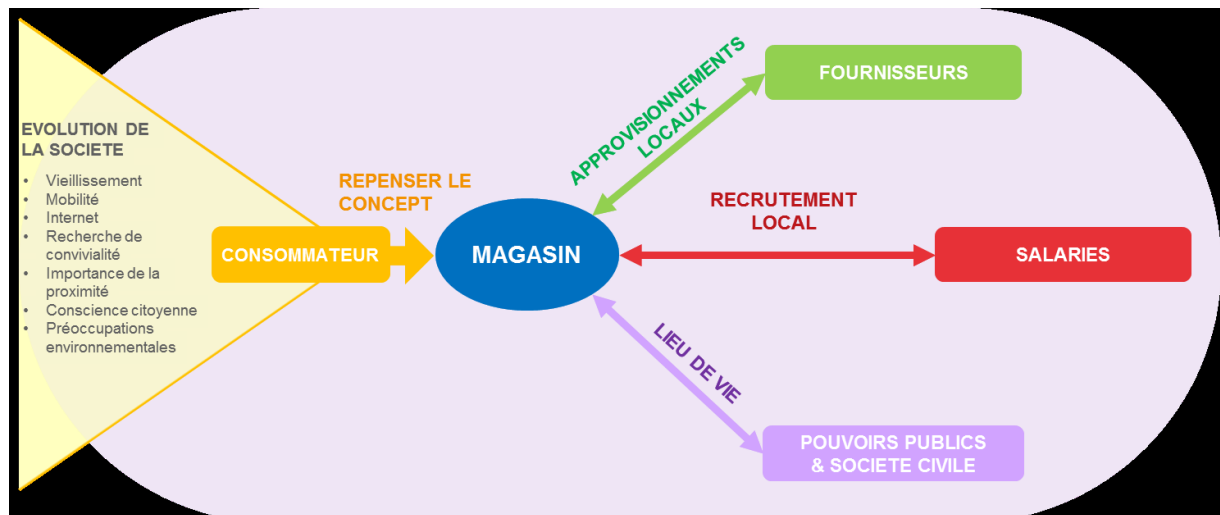 EVOLUTION DE
LA SOCIETE
• Vieillissement
• Mobilité
• Internet
• Recherche de
convivialité
• Importance de la
proximité
• Conscience citoyenne
• Préoccupations
environnementales
CONSOMMATEUR
REPENSER LE
CONCEPT
MAGASIN
APPROVISIONNEMENTS
LOCAUX
FOURNISSEURS
RECRUTEMENT
LOCAL
SALARIES
LIEU DE VIE
POUVOIRS PUBLICS
& SOCIETE CIVILE